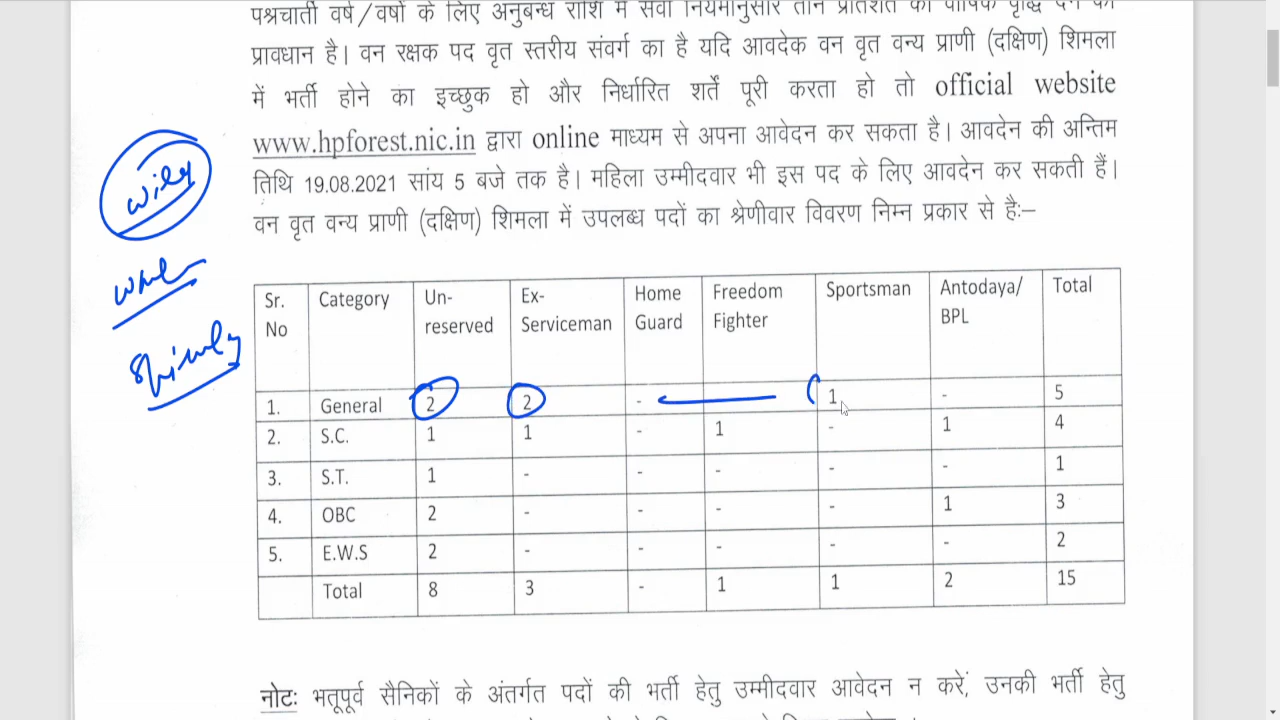 पश्रचार्ती वर्ष/वर्षो के लिए अनुबन्ध राशि में सेवा नियमानुसार तीन प्रतिशत की वार्षिक वृद्धि देने का
प्रावधान है। वन रक्षक पद वृत स्तरीय संवर्ग का है यदि आवदेक वन वृत वन्य प्राणी (दक्षिण) शिमला
में भर्ती होने का इच्छुक हो और निर्धारित शर्तें पूरी करता हो तो official website
www.hpforest.nic.in द्वारा online माध्यम से अपना आवेदन कर सकता है। आवदेन की अन्तिम
तिथि 19.08.2021 सांय 5 बजे तक है। महिला उम्मीदवार भी इस पद के लिए आवदेन कर सकती हैं।
वन वृत वन्य प्राणी (दक्षिण) शिमला में उपलब्ध पदों का श्रेणीवार विवरण निम्न प्रकार से हैः–
Sr. No Category Un-reserved Ex-Serviceman Home Guard Freedom Fighter Sportsman Antodaya/ BPL Total
1. General 2 2 - 1 - 5
2. S.C. 1 1 - 1 - 1 4
3. S.T. 1 - - - - - 1
4. OBC 2 - - - - 1 3
5. E.W.S 2 - - - - - 2
Total 8 3 - 1 1 2 15
नोटः भतूपूर्व सैनिकों के अंतर्गत पदों की भर्ती हेतु उम्मीदवार आवेदन न करें, उनकी भर्ती हेतु